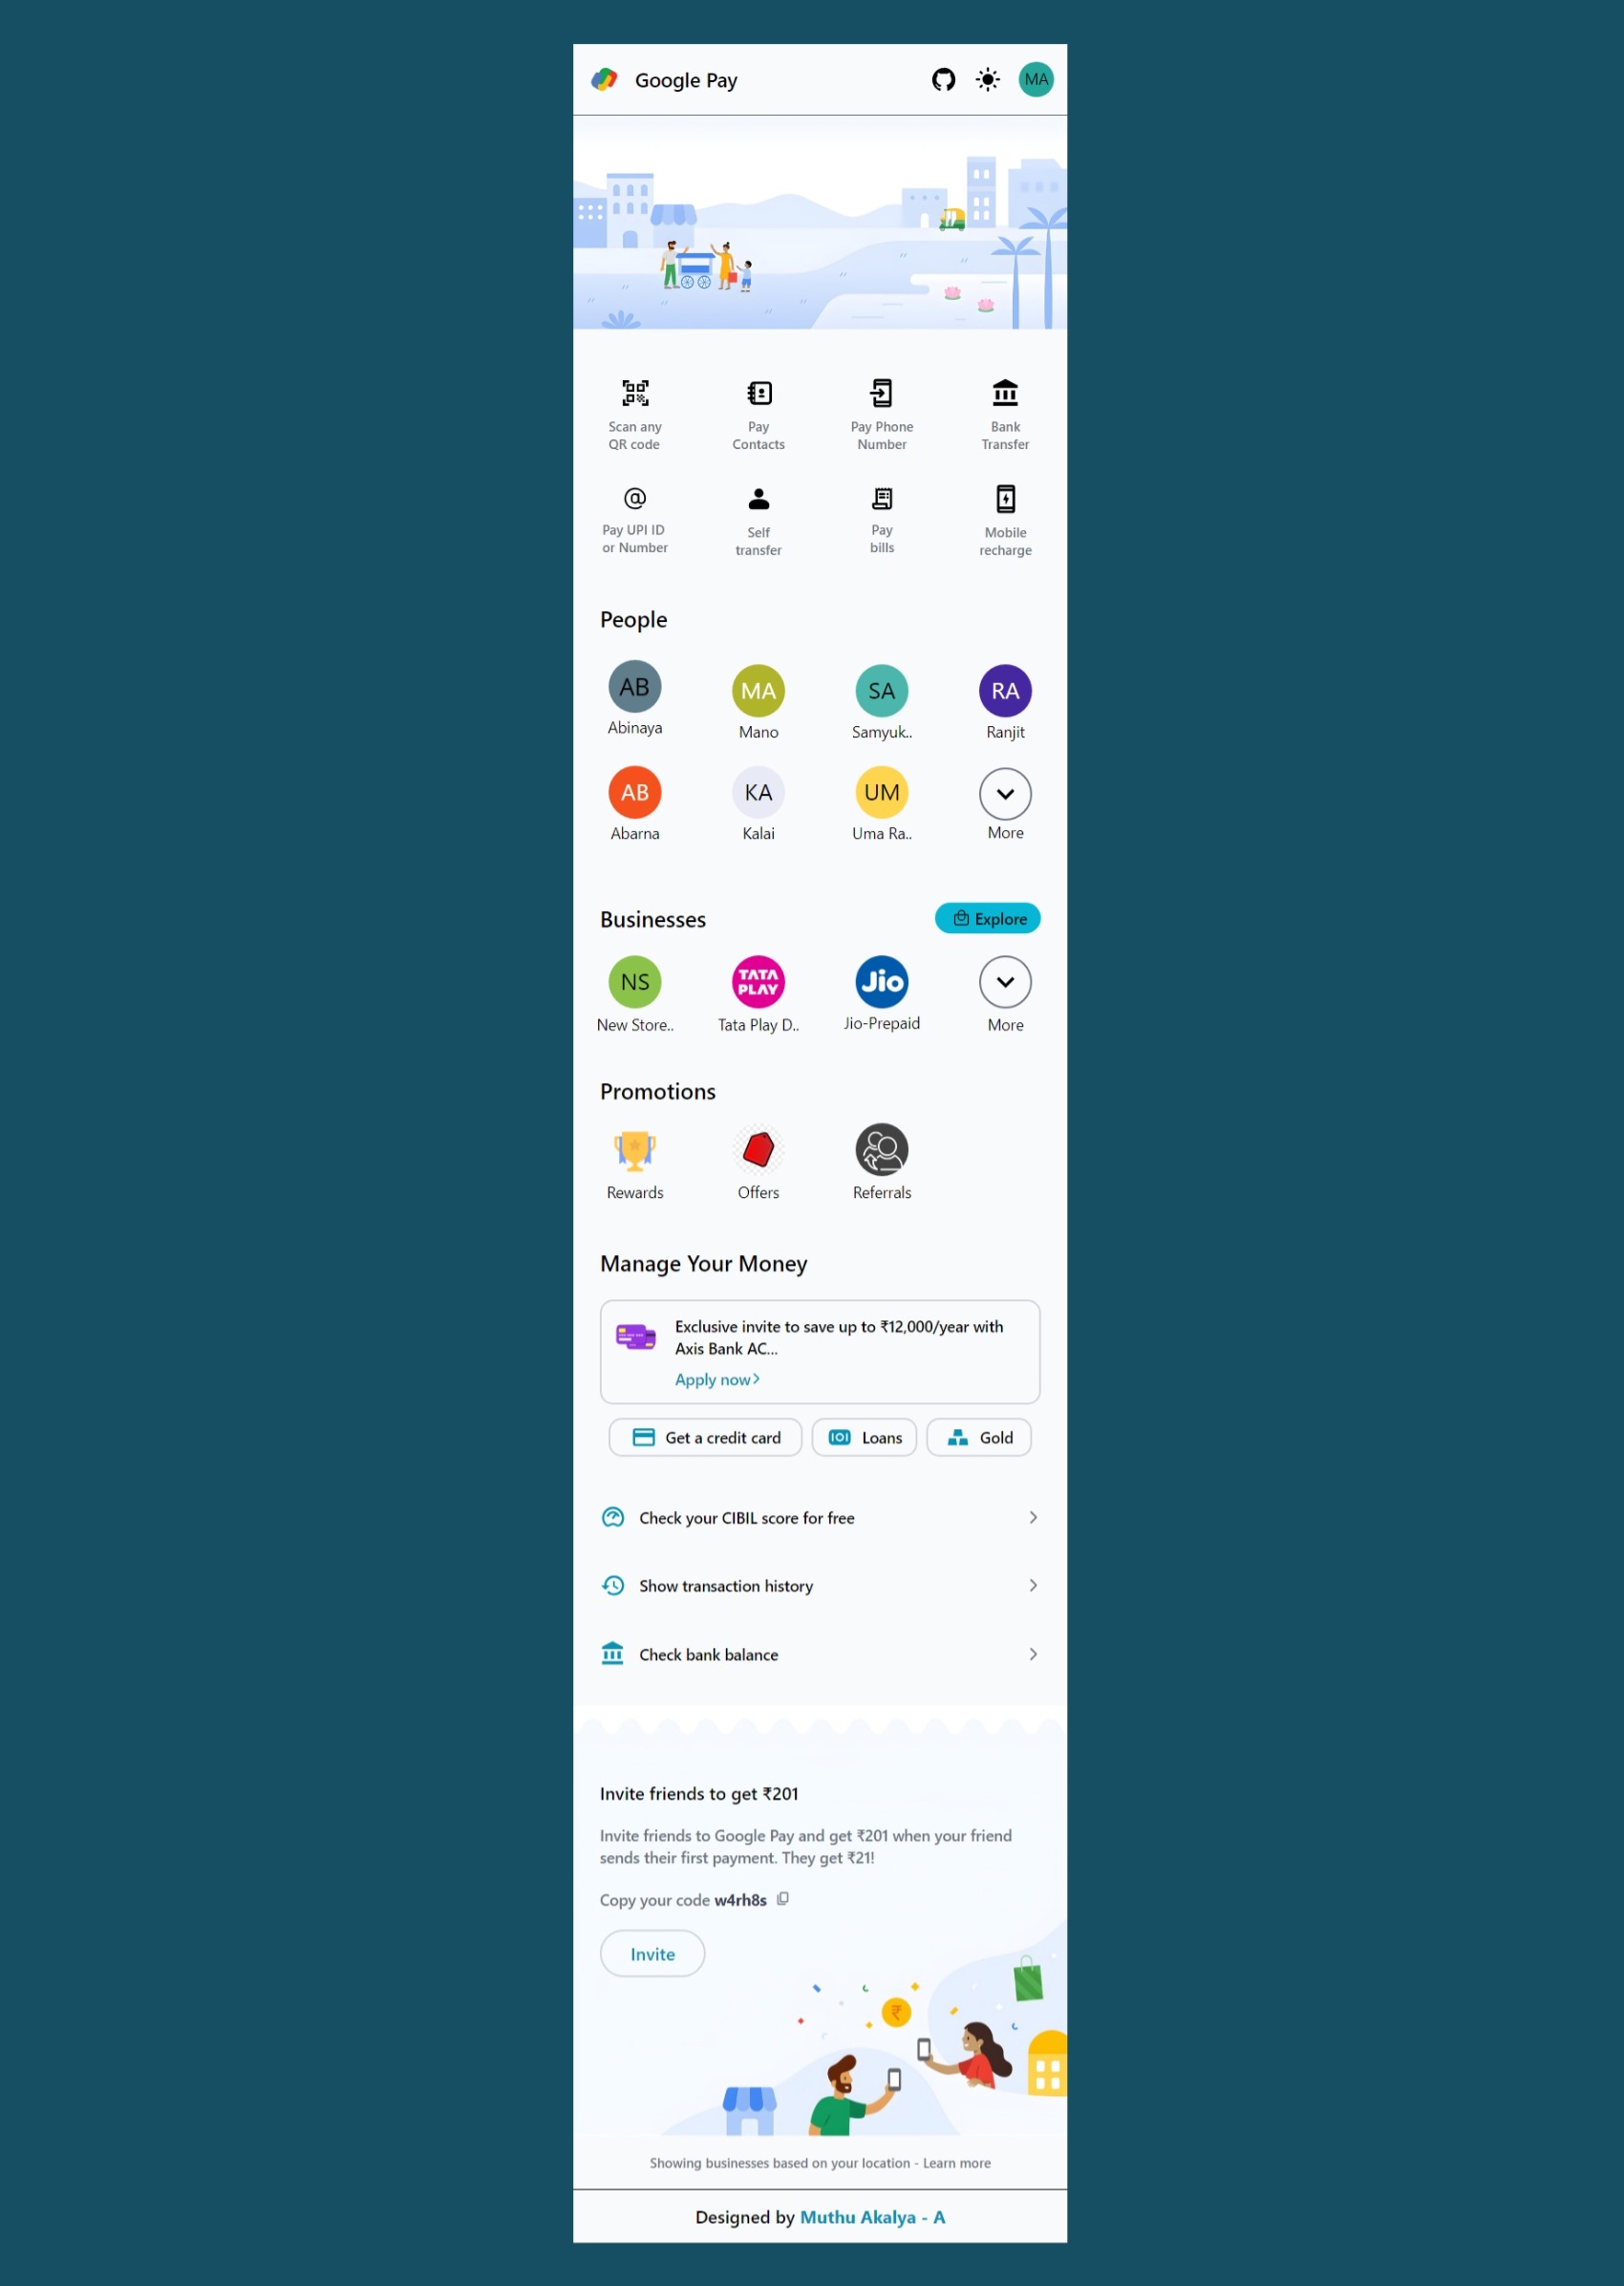 Google Pay
MA
Scan any
QR code
Pay
Contacts
Pay Phone
Number
Bank
Transfer
Pay UPI ID
or Number
Self
transfer
Pay
bills
Mobile
recharge
People
AB
Abinaya
MA
Mano
SA
Samyuk..
RA
Ranjit
AB
Abarna
KA
Kalai
UM
Uma Ra..
More
Businesses
Explore
NS
New Store..
TATA
PLAY
Tata Play D..
Jio
Jio-Prepaid
More
Promotions
Rewards
Offers
Referrals
Manage Your Money
Exclusive invite to save up to ₹12,000/year with
Axis Bank AC...
Apply now
Get a credit card
Loans
Gold
Check your CIBIL score for free
Show transaction history
Check bank balance
Invite friends to get ₹201
Invite friends to Google Pay and get ₹201 when your friend
sends their first payment. They get ₹21!
Copy your code w4rh8s
Invite
₹
Showing businesses based on your location - Learn more
Designed by Muthu Akalya - A